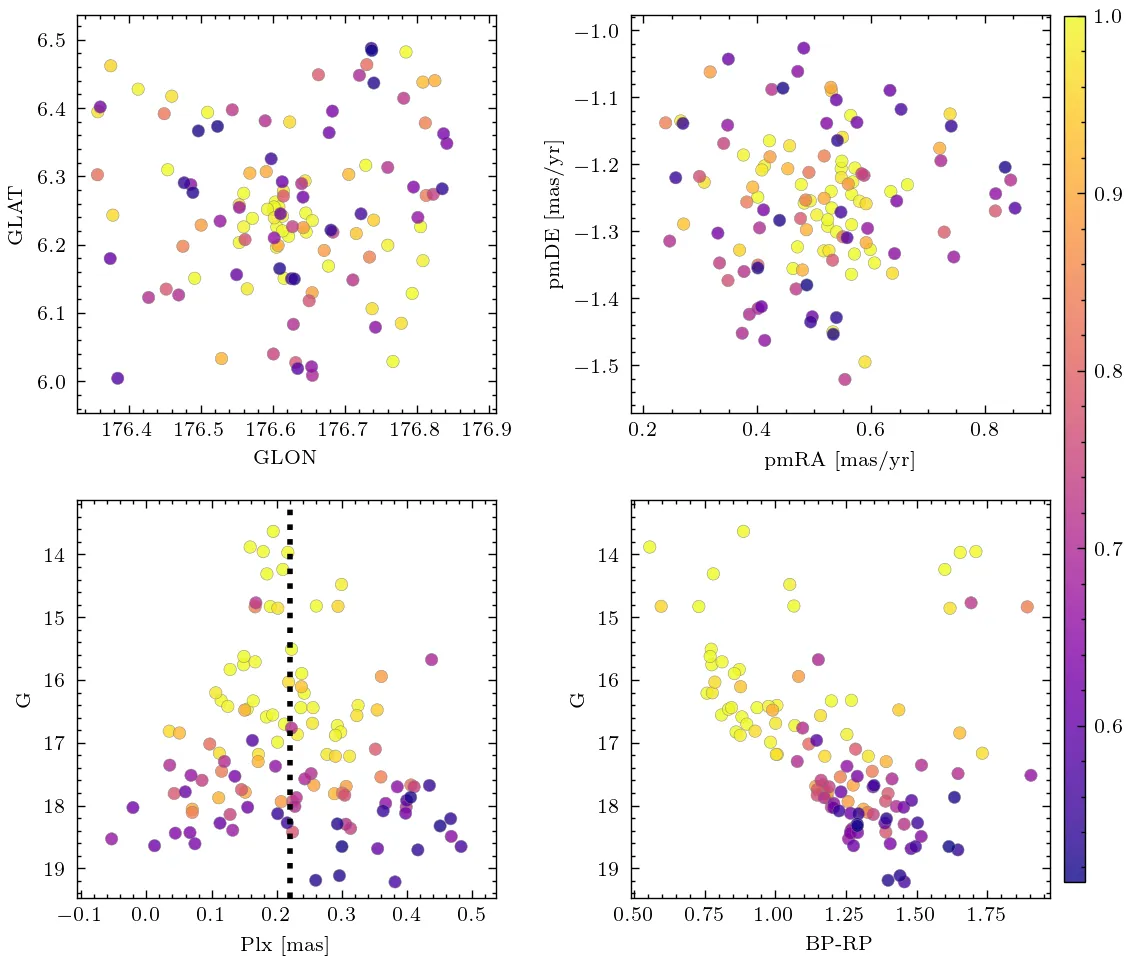 6.5
6.4
6.3
6.2
6.1
6.0
GLAT
176.4 176.5 176.6 176.7 176.8 176.9
GLON
−1.0
−1.1
−1.2
−1.3
−1.4
−1.5
pmDE [mas/yr]
0.2 0.4 0.6 0.8
pmRA [mas/yr]
1.0
0.9
0.8
0.7
0.6
14
15
16
17
18
19
G
−0.1 0.0 0.1 0.2 0.3 0.4 0.5
Plx [mas]
14
15
16
17
18
19
G
0.50 0.75 1.00 1.25 1.50 1.75
BP-RP